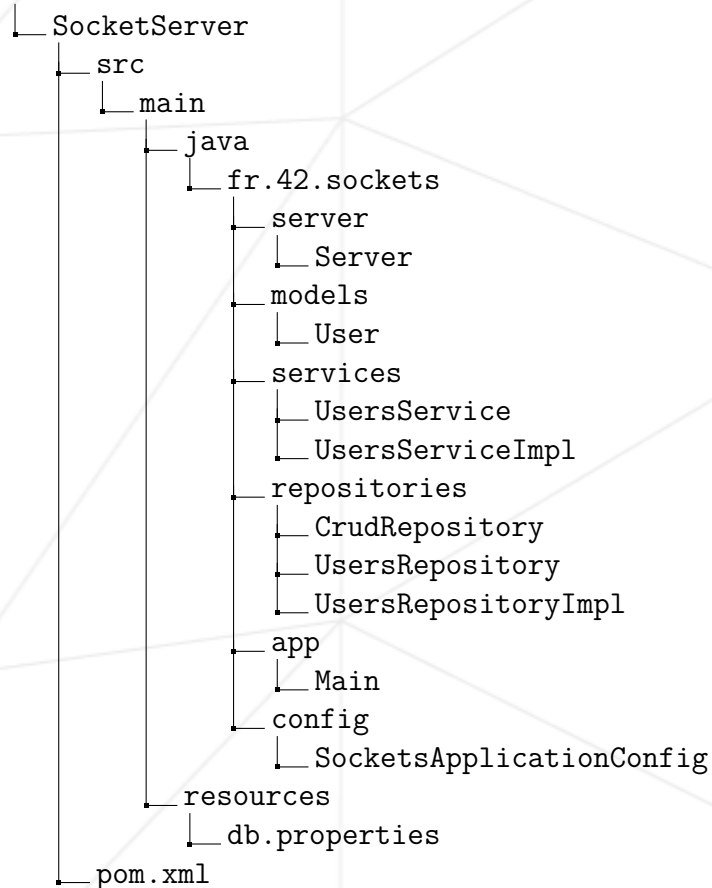 SocketServer
src
main
java
fr.42.sockets
server
Server
models
User
services
UsersService
UsersServiceImpl
repositories
CrudRepository
UsersRepository
UsersRepositoryImpl
app
Main
config
SocketsApplicationConfig
resources
db.properties
pom.xml